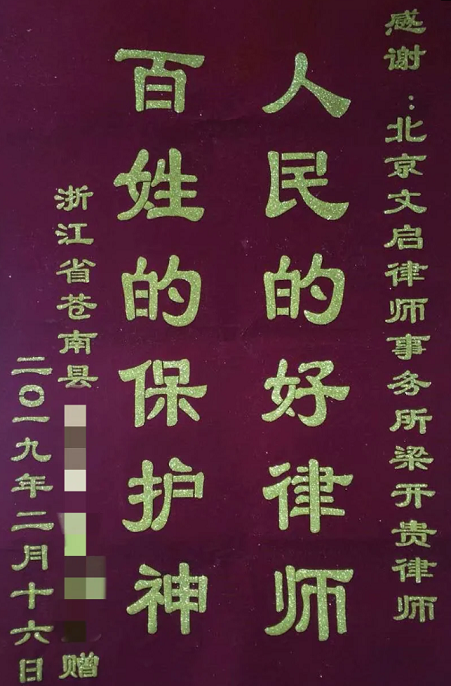 感谢：北京文启律师事务所梁开贵律师
人民的好律师
百姓的保护神
浙江省苍南县
赠
二〇一九年二月十六日